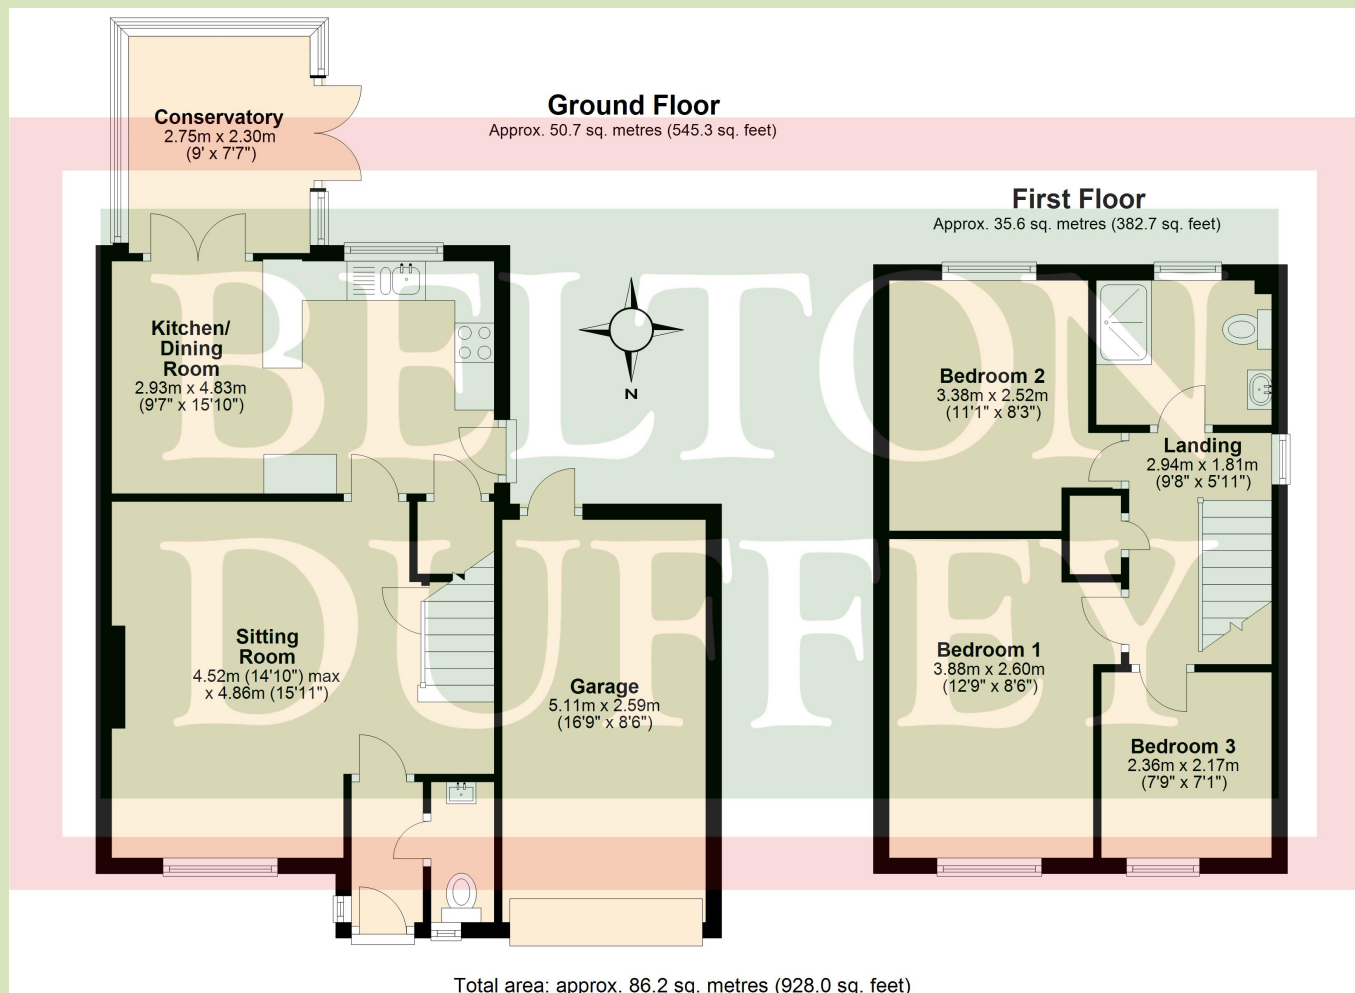 Ground Floor
Approx. 50.7 sq. metres (545.3 sq. feet)
Conservatory
2.75m x 2.30m
(9' x 7'7")
First Floor
Approx. 35.6 sq. metres (382.7 sq. feet)
BELTON
DUFFEY
Kitchen/
Dining
Room
2.93m x 4.83m
(9'7" x 15'10")
N
Bedroom 2
3.38m x 2.52m
(11'1" x 8'3")
Landing
2.94m x 1.81m
(9'8" x 5'11")
Sitting
Room
4.52m (14'10") max
x 4.86m (15'11")
Garage
5.11m x 2.59m
(16'9" x 8'6")
Bedroom 1
3.88m x 2.60m
(12'9" x 8'6")
Bedroom 3
2.36m x 2.17m
(7'9" x 7'1")
Total area: approx. 86.2 sq. metres (928.0 sq. feet)